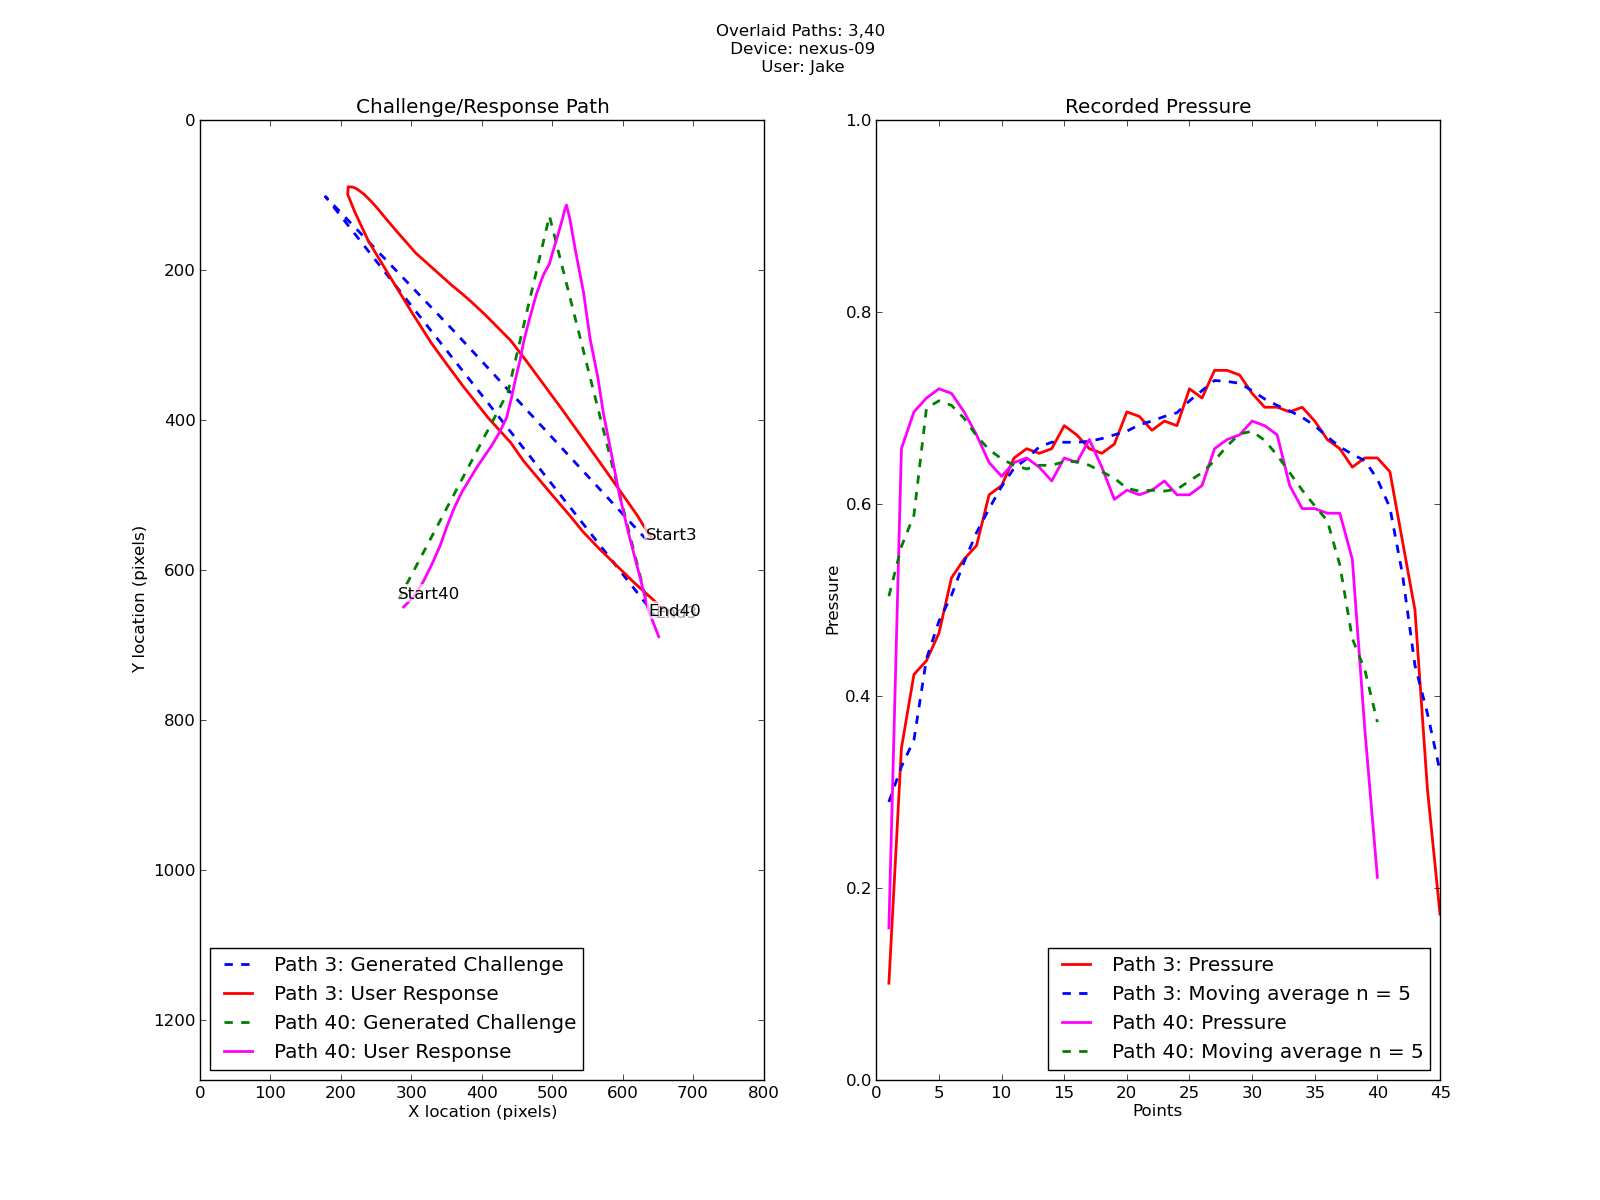 Overlaid Paths: 3,40
Device: nexus-09
User: Jake
Challenge/Response Path
0
200
400
600
800
1000
1200
Y location (pixels)
Start3
Start40
End40
End3
Path 3: Generated Challenge
Path 3: User Response
Path 40: Generated Challenge
Path 40: User Response
0 100 200 300 400 500 600 700 800
X location (pixels)
Recorded Pressure
1.0
0.8
0.6
0.4
0.2
0.0
Pressure
Path 3: Pressure
Path 3: Moving average n = 5
Path 40: Pressure
Path 40: Moving average n = 5
0 5 10 15 20 25 30 35 40 45
Points